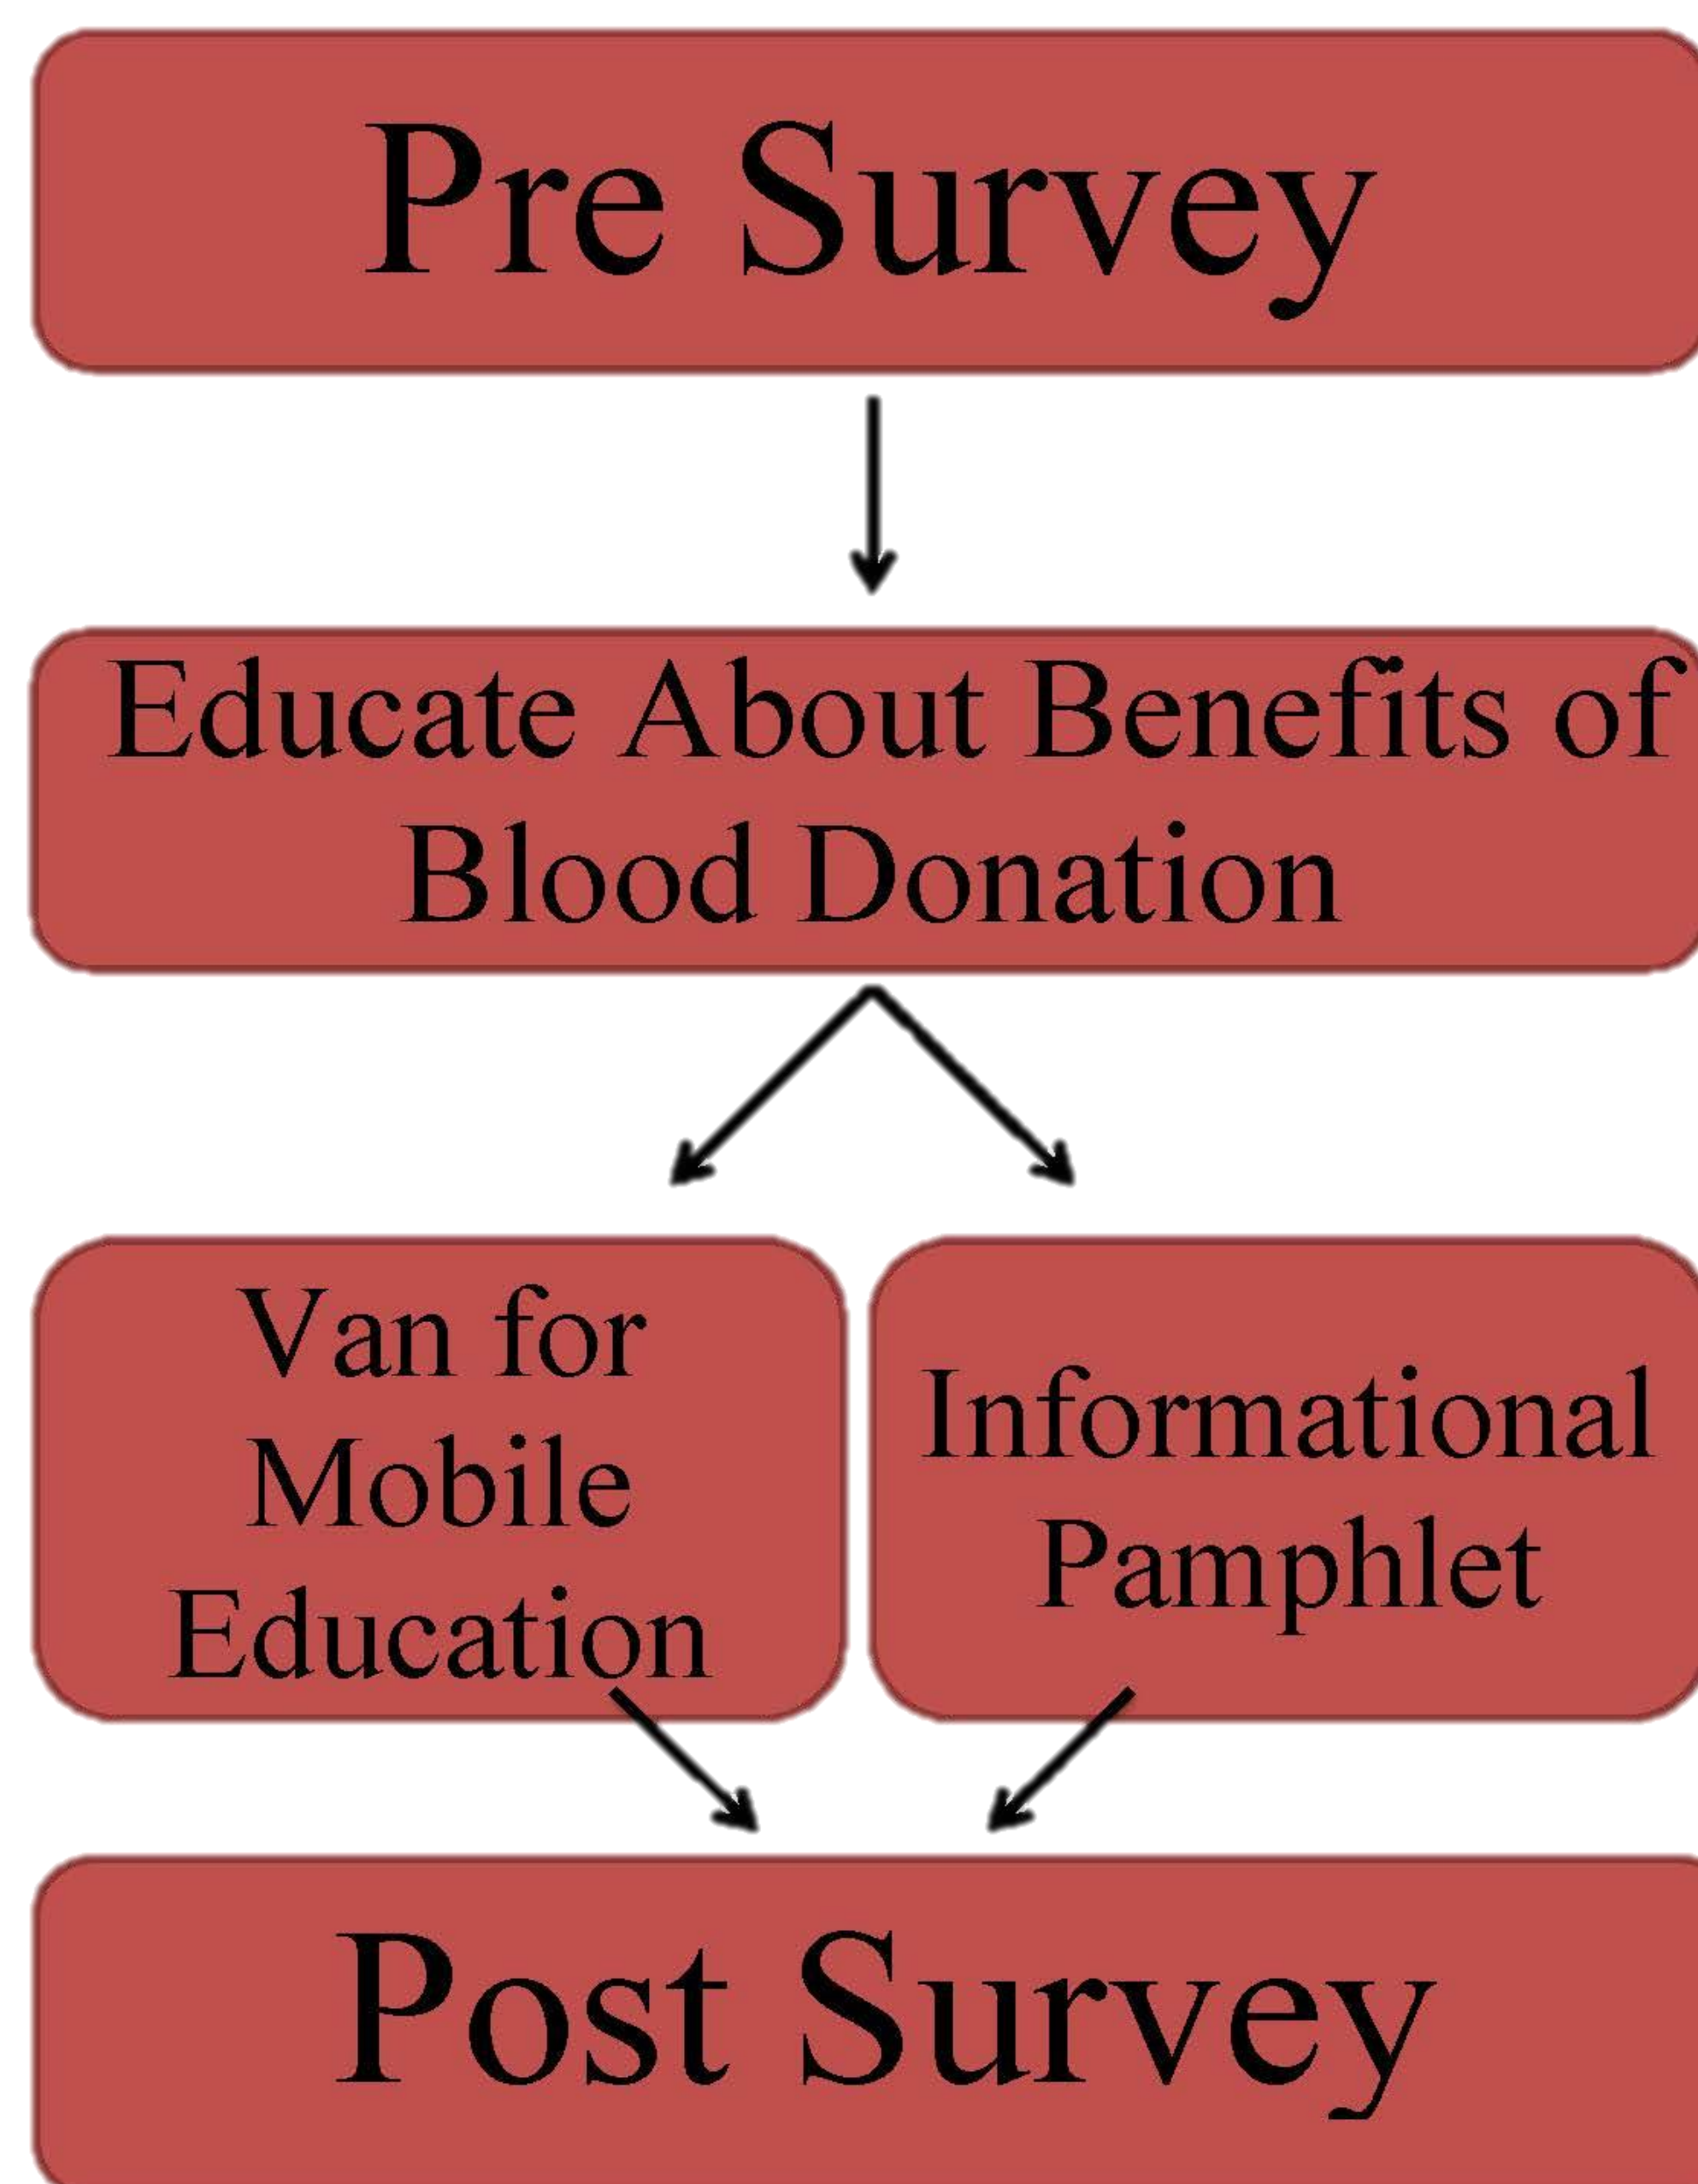 Pre Survey
Educate About Benefits of
Blood Donation
Van for
Mobile
Education
Informational
Pamphlet
Post Survey